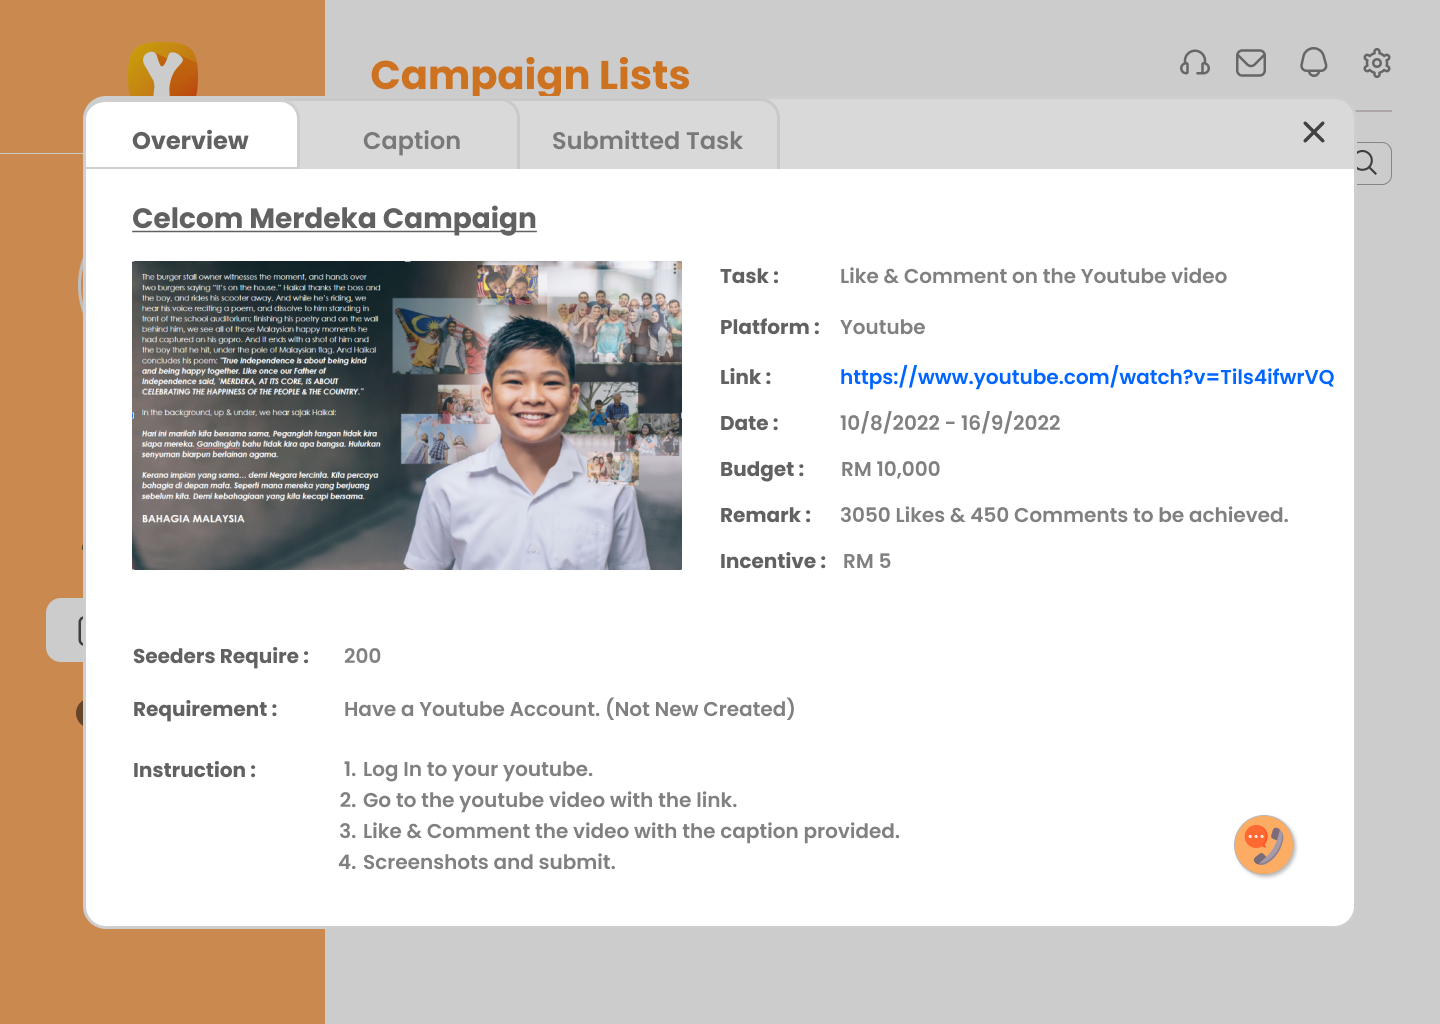 Campaign Lists
Overview
Caption
Submitted Task
Celcom Merdeka Campaign
The burger stall owner witnesses the moment, and hands over
two burgers saying "It's on the house." Haikal thanks the boss and
the boy, and rides his scooter away. And while he's riding, we
hear his voice reciting a poem, and dissolve to him standing in
front of the school auditorium; finishing his poetry and on the wall
behind him, we see all of those Malaysian happy moments he
had captured on his gopro. And it ends with a shot of him and
the boy that he hit, under the pole of Malaysian flag. And Haikal
concludes his poem: "True independence is about being kind
and being happy together. Like once our Father of
Independence said, 'MERDEKA, AT ITS CORE, IS ABOUT
CELEBRATING THE HAPPINESS OF THE PEOPLE & THE COUNTRY."
In the background, up & under, we hear sajak Haikal:
Hari ini marilah kita bersama sama, Peganglah tangan tidak kira
siapa mereka. Gandinglah bahu tidak kira apa bangsa. Hulurkan
senyuman biarpun berlainan agama.
Kerana impian yang sama... demi Negara tercinta. Kita percaya
bahagia di depan mata. Seperti mana mereka yang berjuang
sebelum kita. Demi kebahagiaan yang kita kecapi bersama.
BAHAGIA MALAYSIA
Task : Like & Comment on the Youtube video
Platform : Youtube
Link : https://www.youtube.com/watch?v=Tils4ifwrVQ
Date : 10/8/2022 - 16/9/2022
Budget : RM 10,000
Remark : 3050 Likes & 450 Comments to be achieved.
Incentive : RM 5
Seeders Require : 200
Requirement : Have a Youtube Account. (Not New Created)
Instruction : 1. Log In to your youtube.
2. Go to the youtube video with the link.
3. Like & Comment the video with the caption provided.
4. Screenshots and submit.